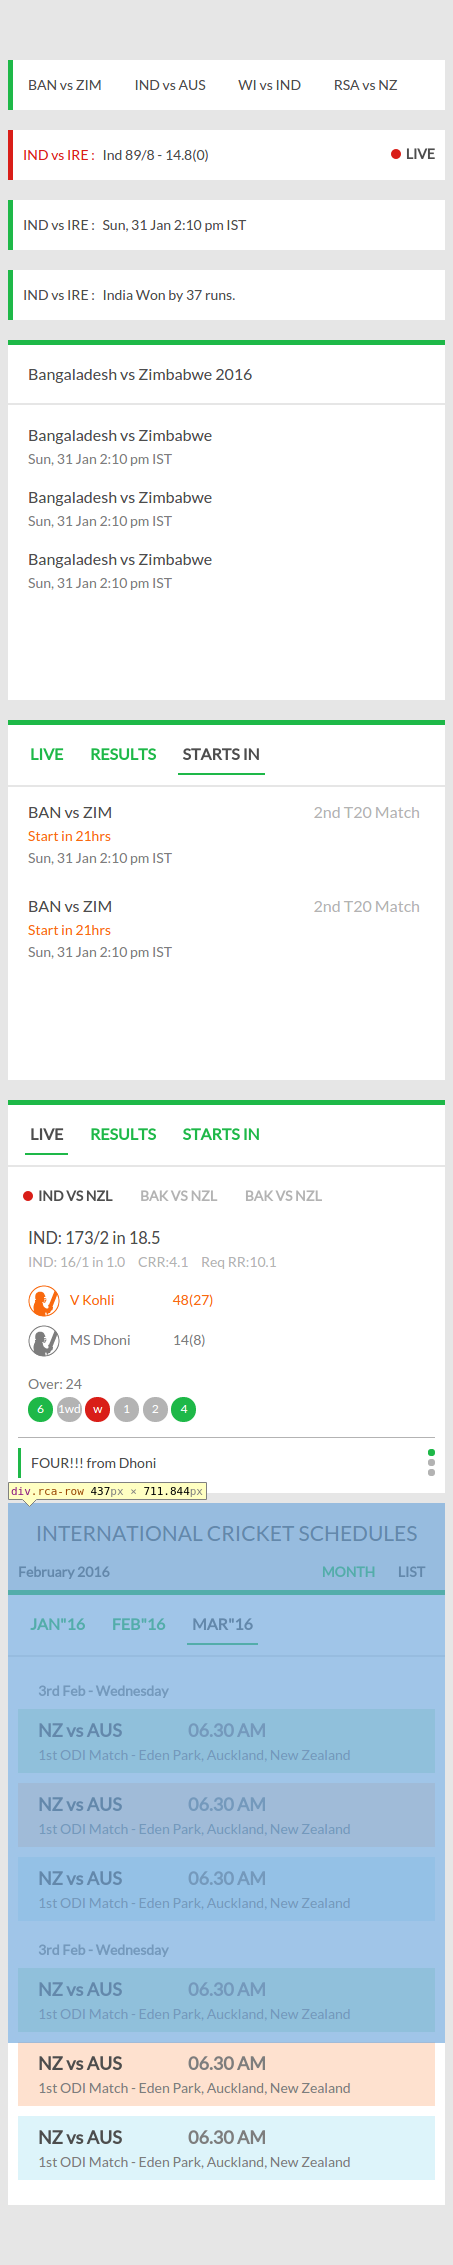 BAN vs ZIM IND vs AUS WI vs IND RSA vs NZ
IND vs IRE : Ind 89/8 - 14.8(0) LIVE
IND vs IRE : Sun, 31 Jan 2:10 pm IST
IND vs IRE : India Won by 37 runs.
Bangaladesh vs Zimbabwe 2016
Bangaladesh vs Zimbabwe
Sun, 31 Jan 2:10 pm IST
Bangaladesh vs Zimbabwe
Sun, 31 Jan 2:10 pm IST
Bangaladesh vs Zimbabwe
Sun, 31 Jan 2:10 pm IST
LIVE RESULTS STARTS IN
BAN vs ZIM 2nd T20 Match
Start in 21hrs
Sun, 31 Jan 2:10 pm IST
BAN vs ZIM 2nd T20 Match
Start in 21hrs
Sun, 31 Jan 2:10 pm IST
LIVE RESULTS STARTS IN
IND VS NZL BAK VS NZL BAK VS NZL
IND: 173/2 in 18.5
IND: 16/1 in 1.0 CRR:4.1 Req RR:10.1
V Kohli 48(27)
MS Dhoni 14(8)
Over: 24
6 1wd w 1 2 4
FOUR!!! from Dhoni
div.rca-row 437px × 711.844px
INTERNATIONAL CRICKET SCHEDULES
February 2016 MONTH LIST
JAN"16 FEB"16 MAR"16
3rd Feb - Wednesday
NZ vs AUS 06.30 AM
1st ODI Match - Eden Park, Auckland, New Zealand
NZ vs AUS 06.30 AM
1st ODI Match - Eden Park, Auckland, New Zealand
NZ vs AUS 06.30 AM
1st ODI Match - Eden Park, Auckland, New Zealand
3rd Feb - Wednesday
NZ vs AUS 06.30 AM
1st ODI Match - Eden Park, Auckland, New Zealand
NZ vs AUS 06.30 AM
1st ODI Match - Eden Park, Auckland, New Zealand
NZ vs AUS 06.30 AM
1st ODI Match - Eden Park, Auckland, New Zealand